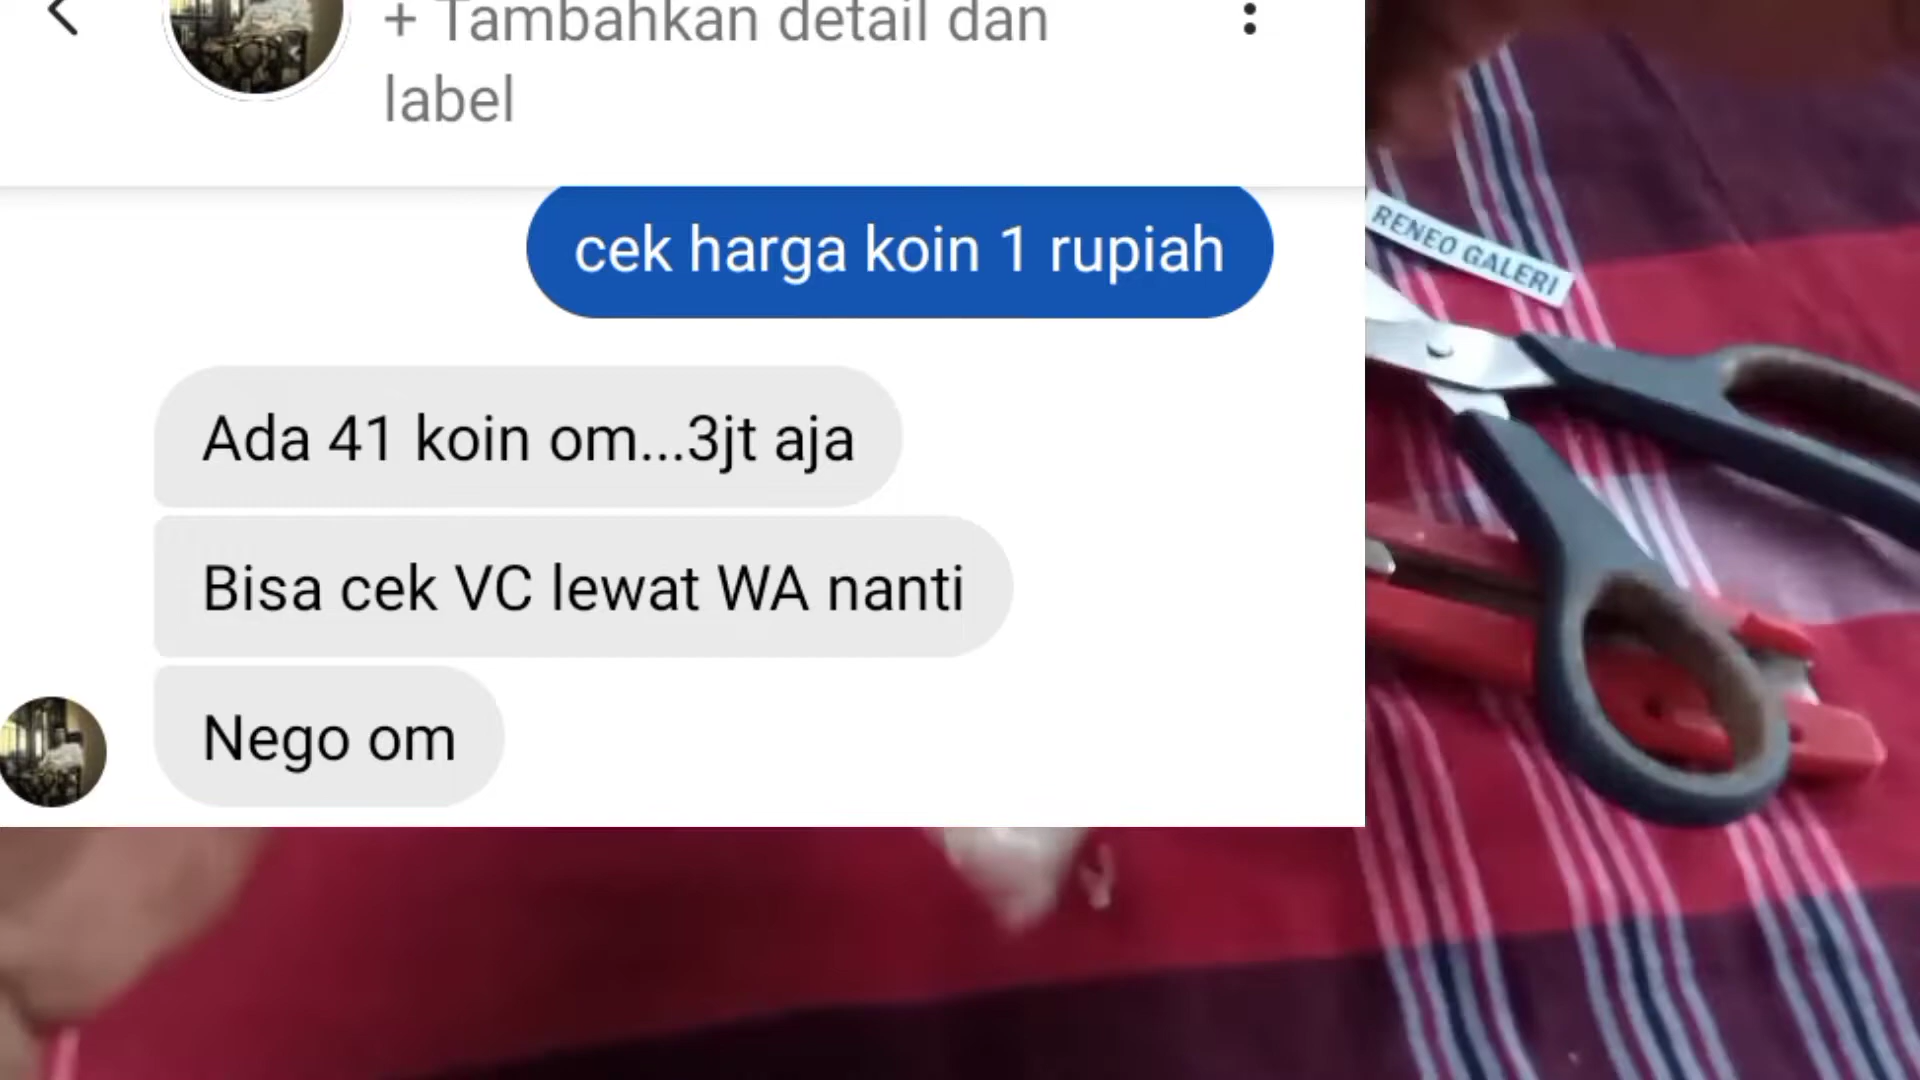 + Tambahkan detail dan
label
cek harga koin 1 rupiah
RENEO GALERI
Ada 41 koin om...3jt aja
Bisa cek VC lewat WA nanti
Nego om